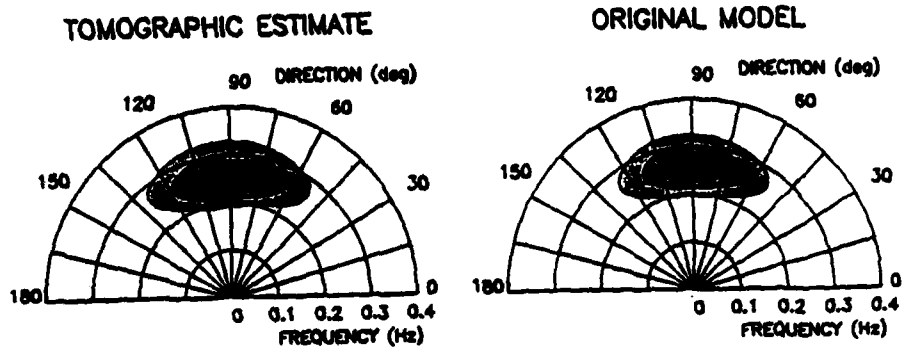 TOMOGRAPHIC ESTIMATE
ORIGINAL MODEL
90 DIRECTION (deg)
120
60
150
30
180
0
0 0.1 0.2 0.3 0.4
FREQUENCY (Hz)
90 DIRECTION (deg)
120
60
150
30
180
0
0 0.1 0.2 0.3 0.4
FREQUENCY (Hz)